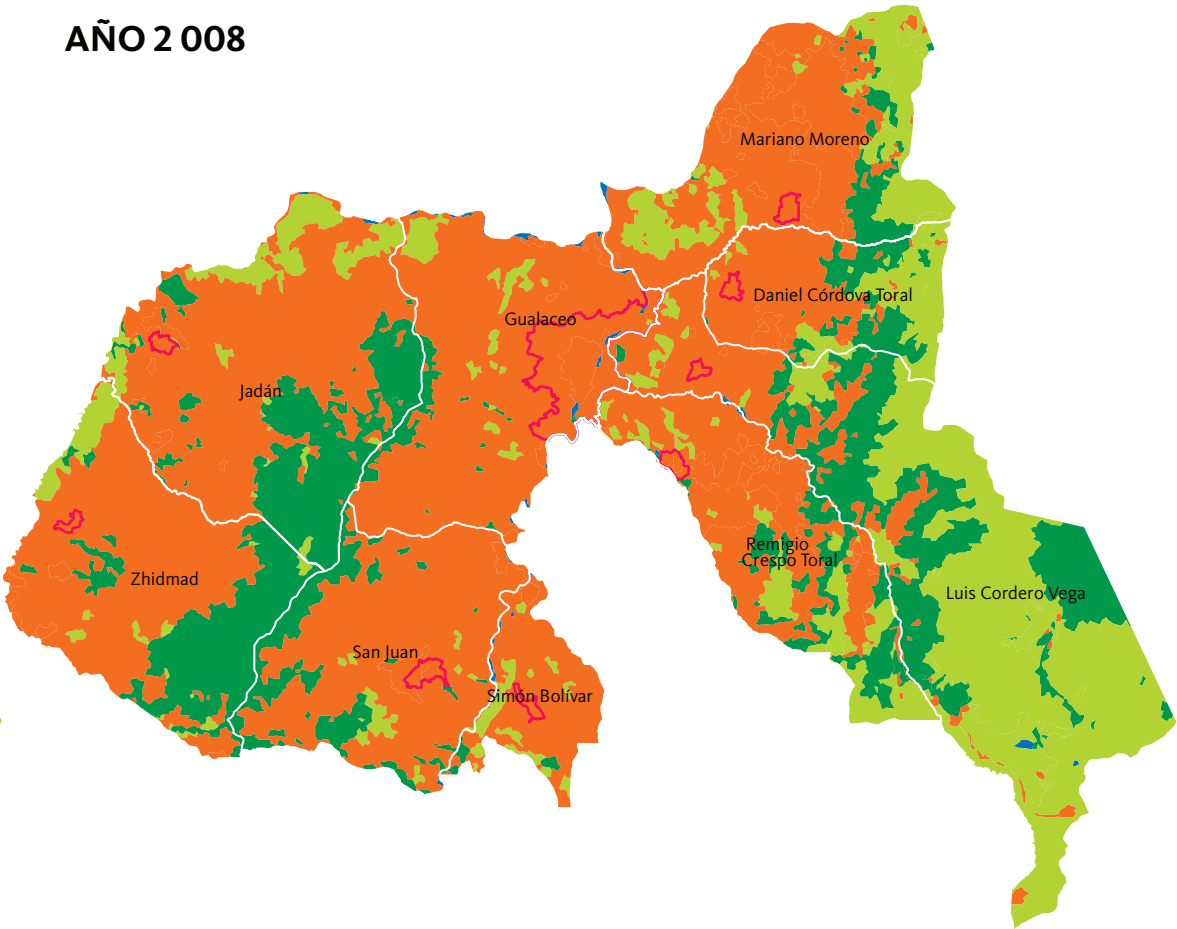 AÑO 2 008
Mariano Moreno
Daniel Córdova Toral
Gualaceo
Jadán
Remigio
Crespo Toral
Zhidmad
Luis Cordero Vega
San Juan
Simón Bolívar